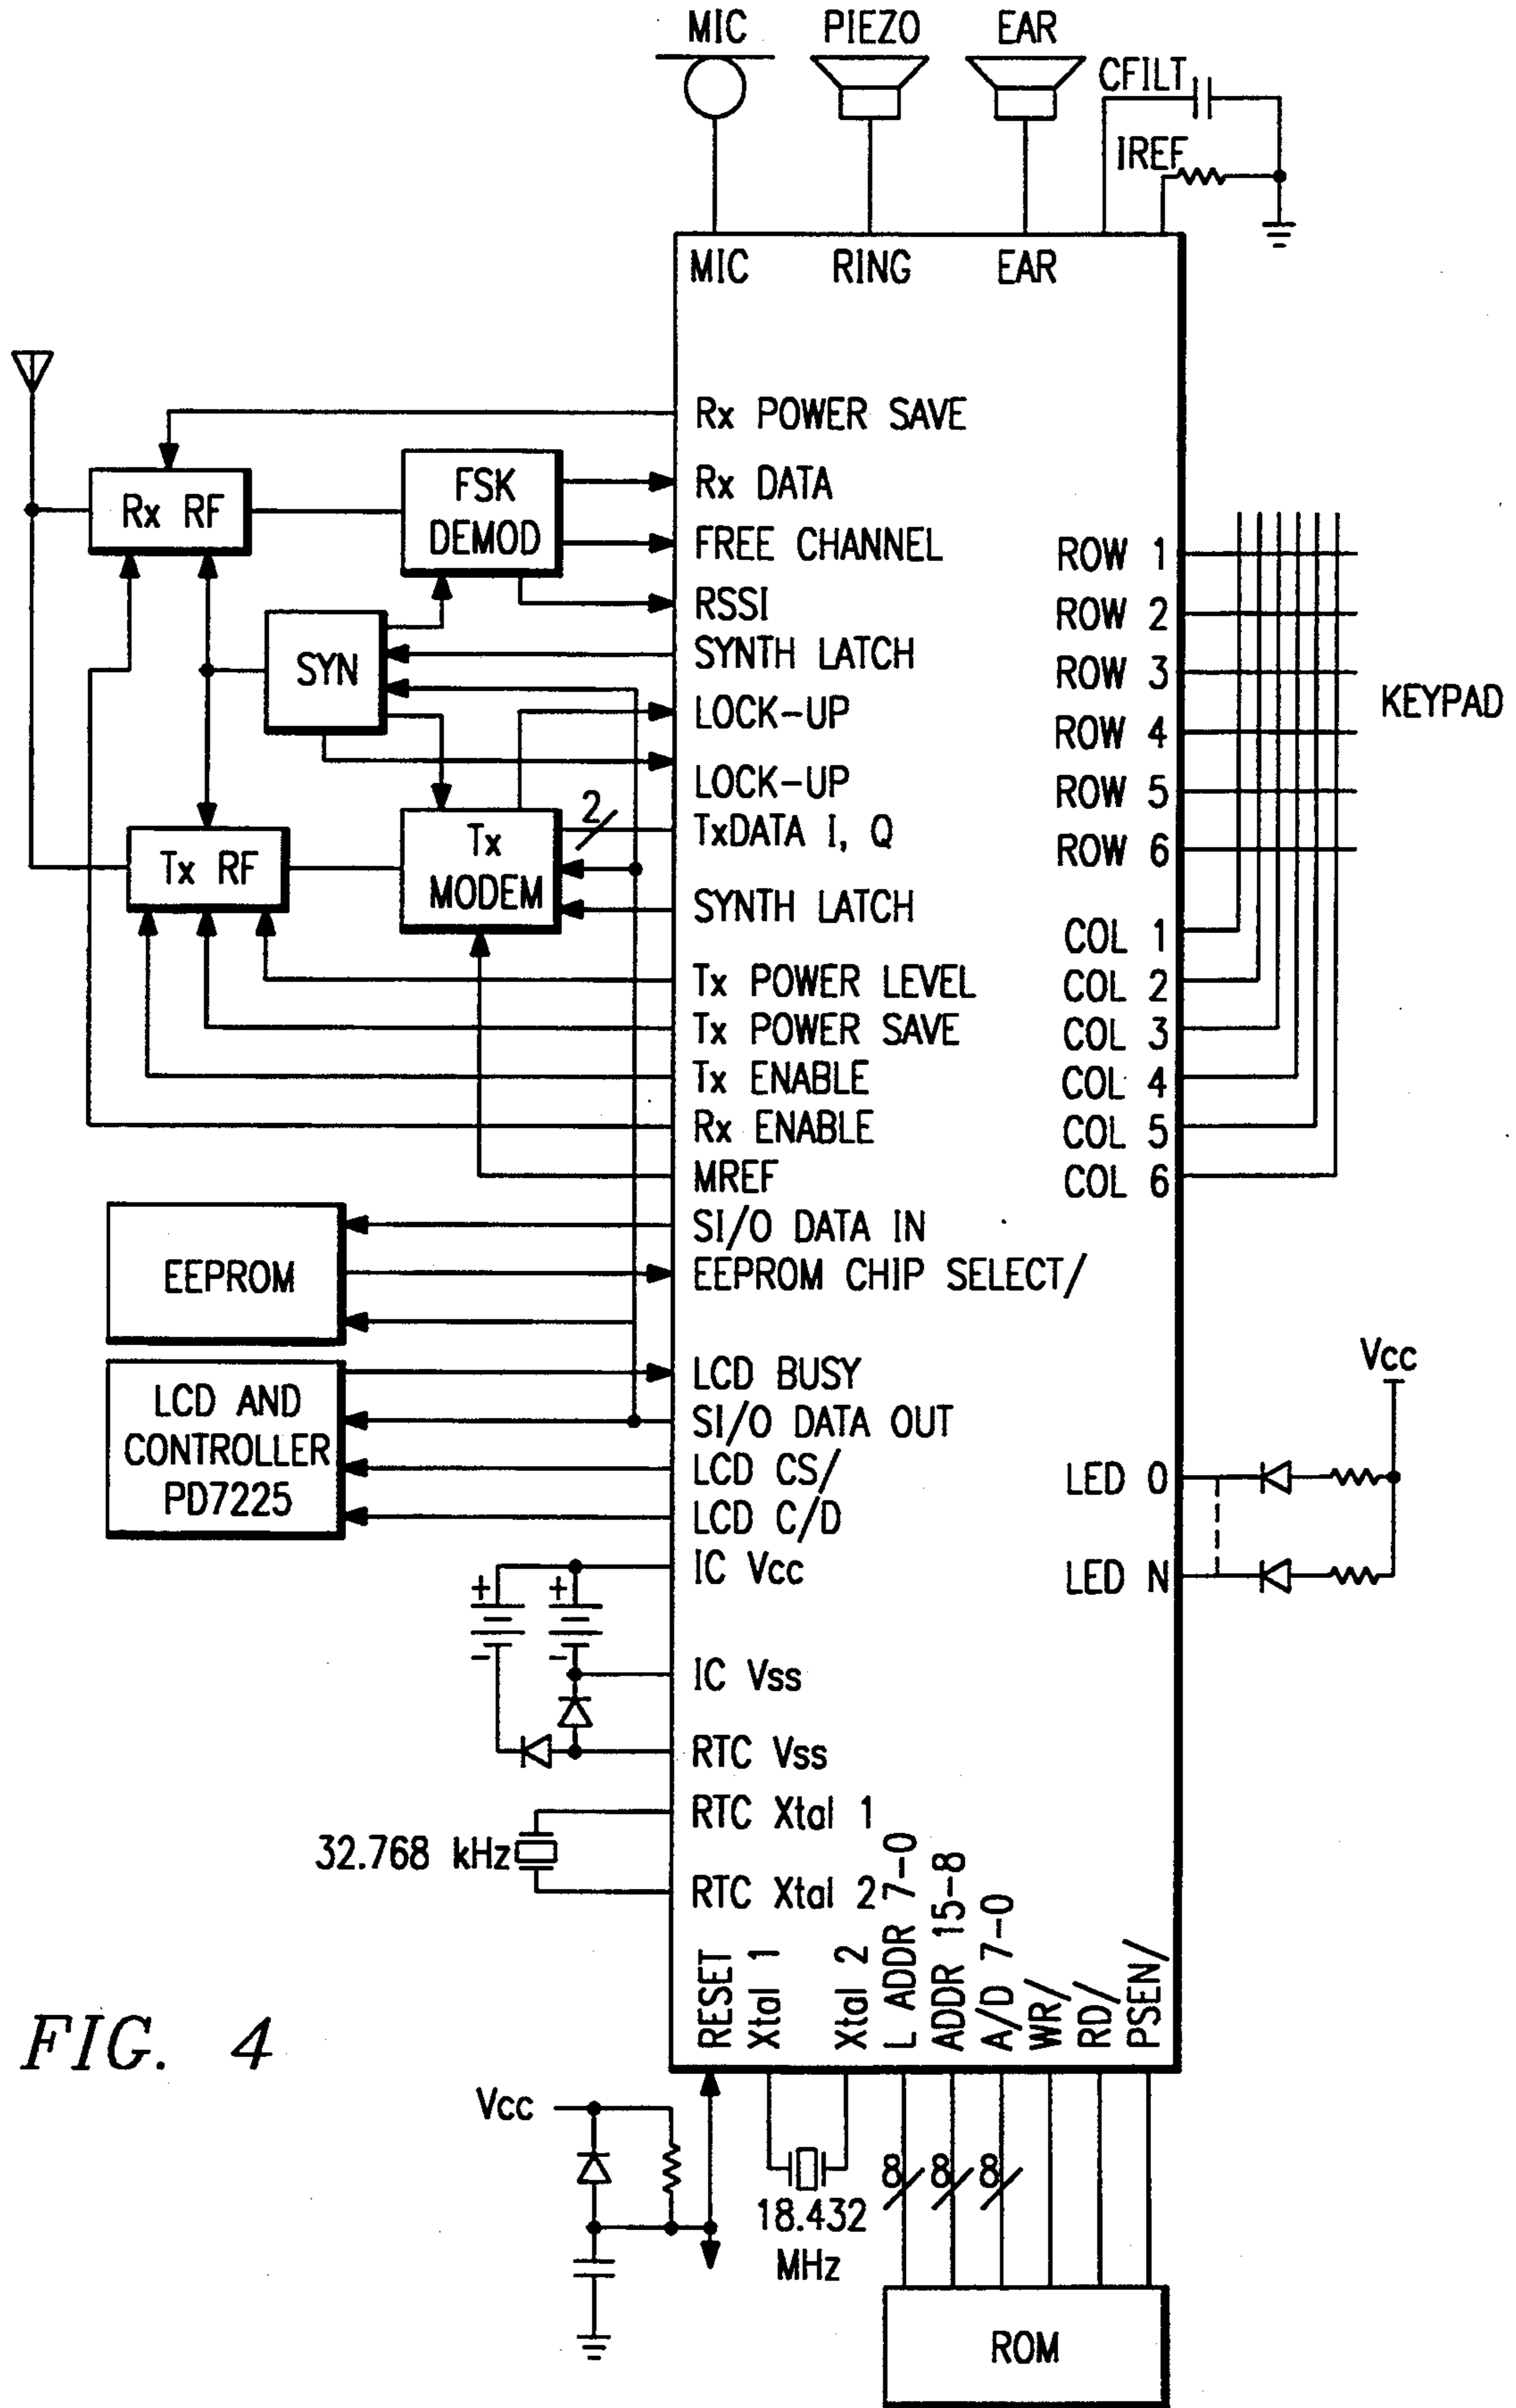 MIC PIEZO EAR
CFILT
IREF
MIC RING EAR
Rx POWER SAVE
Rx RF
FSK
DEMOD
Rx DATA
FREE CHANNEL
RSSI
SYN
SYNTH LATCH
LOCK-UP
LOCK-UP
2
TxDATA I, Q
Tx RF
Tx
MODEM
SYNTH LATCH
Tx POWER LEVEL
Tx POWER SAVE
Tx ENABLE
Rx ENABLE
MREF
ROW 1
ROW 2
ROW 3
ROW 4
ROW 5
ROW 6
KEYPAD
COL 1
COL 2
COL 3
COL 4
COL 5
COL 6
EEPROM
SI/O DATA IN
EEPROM CHIP SELECT/
LCD AND
CONTROLLER
PD7225
LCD BUSY
SI/O DATA OUT
LCD CS/
LCD C/D
Vcc
LED 0
LED N
IC Vcc
+ +
- -
IC Vss
RTC Vss
RTC Xtal 1
32.768 kHz
RTC Xtal 2
RESET
Xtal 1
Xtal 2
L ADDR 7-0
ADDR 15-8
A/D 7-0
WR/
RD/
PSEN/
FIG. 4
Vcc
18.432
MHz
8 8 8
ROM